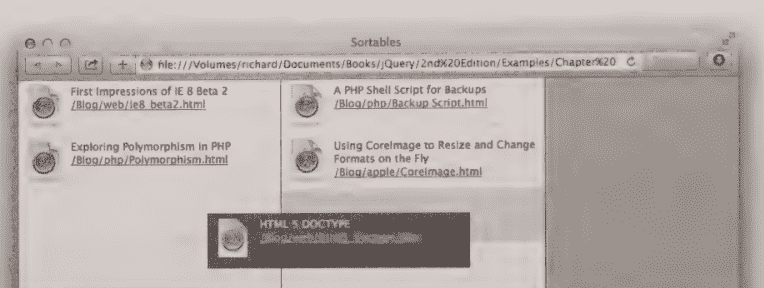 Sortables
file:///Volumes/richard/Documents/Books/jQuery/2nd%20Edition/Examples/Chapter%20
First Impressions of IE 8 Beta 2
/Blog/web/ie8_beta2.html
A PHP Shell Script for Backups
/Blog/php/Backup Script.html
Exploring Polymorphism in PHP
/Blog/php/Polymorphism.html
Using CoreImage to Resize and Change
Formats on the Fly
/Blog/apple/CoreImage.html
HTML 5 DOCTYPE